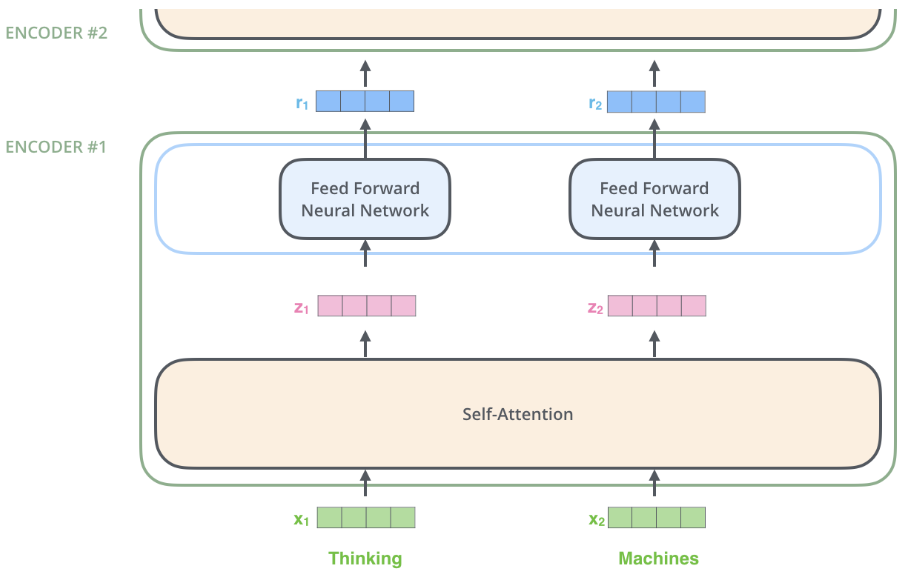 ENCODER #2
r₁
r₂
ENCODER #1
Feed Forward
Neural Network
Feed Forward
Neural Network
z₁
z₂
Self-Attention
x₁
x₂
Thinking
Machines